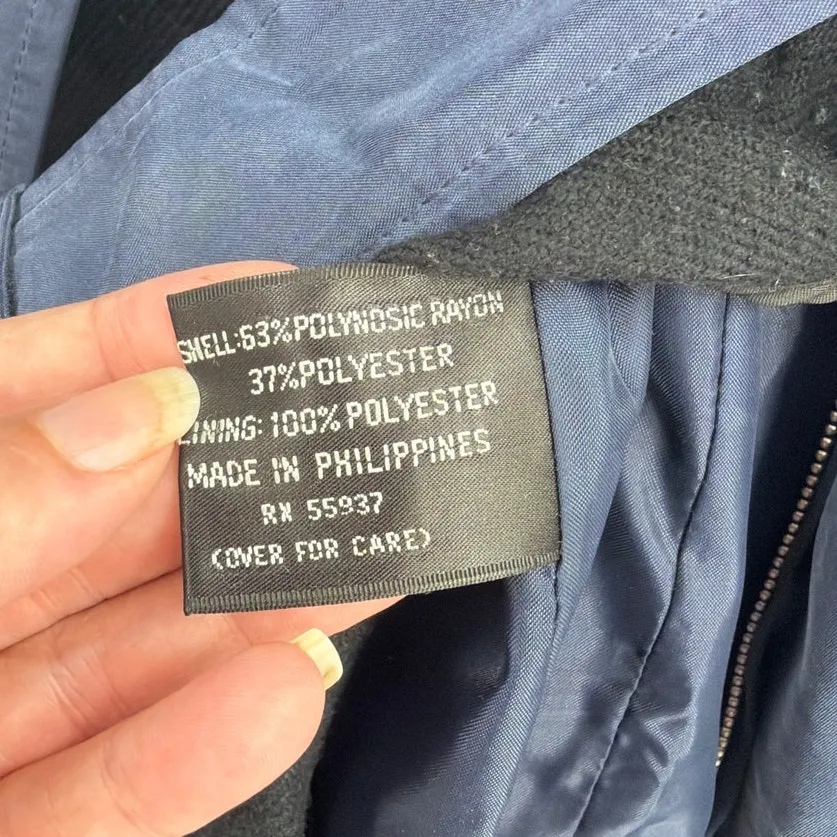 SHELL:63%POLYNOSIC RAYON
37%POLYESTER
LINING: 100% POLYESTER
MADE IN PHILIPPINES
RN 55937
(OVER FOR CARE)